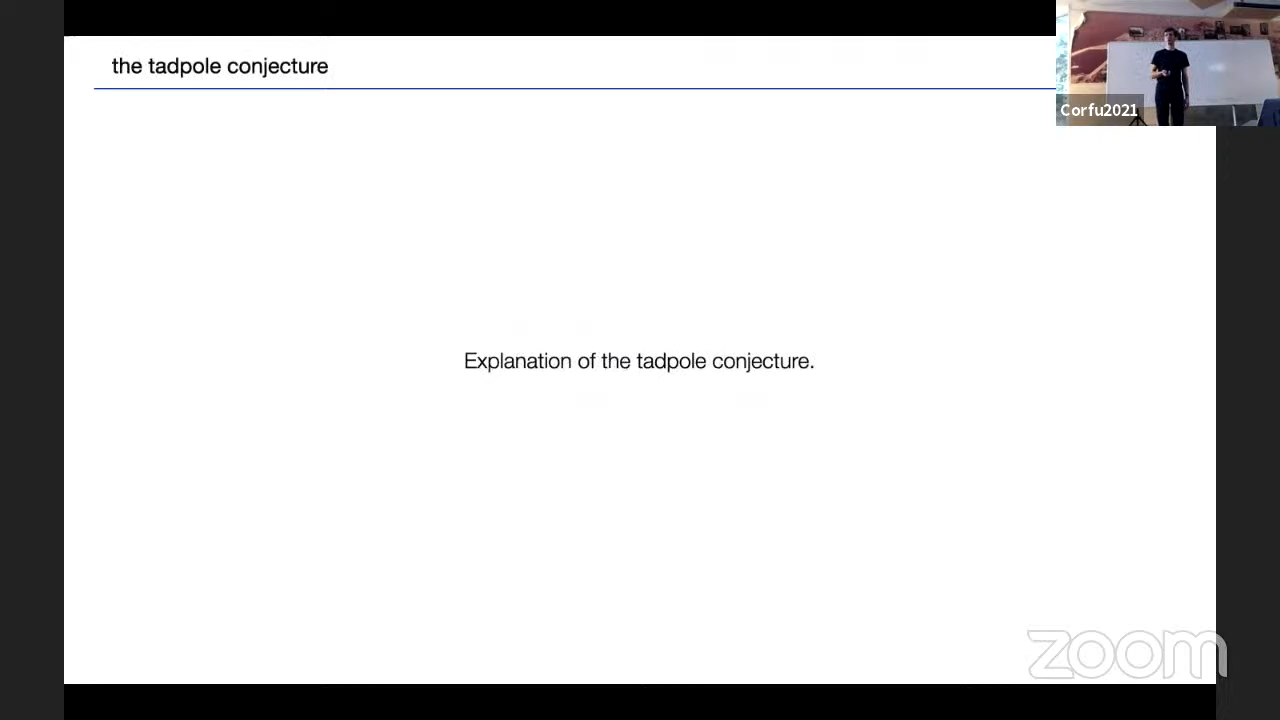 the tadpole conjecture
Corfu2021
Explanation of the tadpole conjecture.
zoom